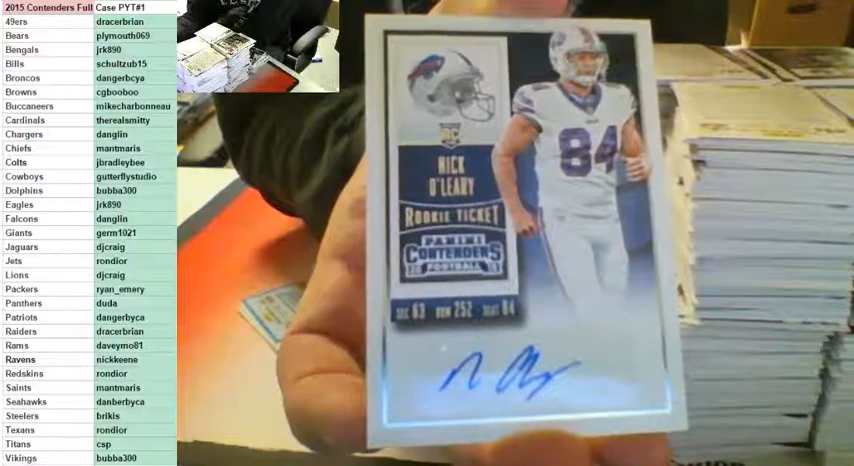 2015 Contenders Full Case PYT#1
49ers dracerbrian
Bears plymouth069
Bengals jrk890
Bills schultzub15
Broncos dangerbcya
Browns cgbooboo
Buccaneers mikecharbonneau
Cardinals therealsmitty
Chargers danglin
Chiefs mantmaris
Colts jbradleybee
Cowboys gutterflystudio
Dolphins bubba300
Eagles jrk890
Falcons danglin
Giants germ1021
Jaguars djcraig
Jets rondior
Lions djcraig
Packers ryan_emery
Panthers duda
Patriots dangerbyca
Raiders dracerbrian
Rams daveymo81
Ravens nickkeene
Redskins rondior
Saints mantmaris
Seahawks danberbyca
Steelers brikis
Texans rondior
Titans csp
Vikings bubba300
84
RC
NICK
O'LEARY
ROOKIE TICKET
PANINI
CONTENDERS
2015 FOOTBALL
SEC 63 ROW 252 SEAT 84